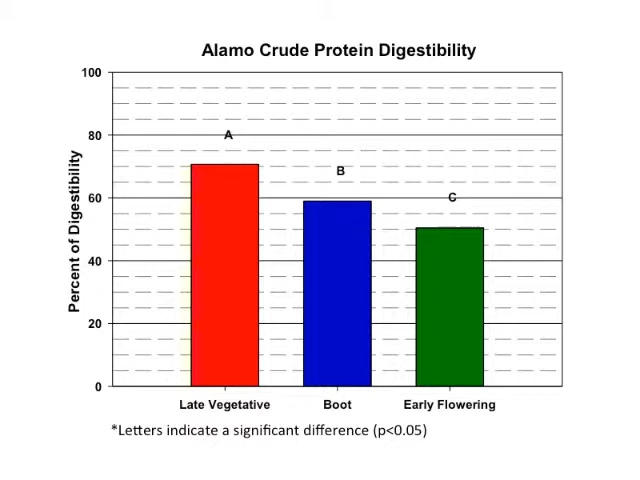 Alamo Crude Protein Digestibility
Percent of Digestibility
100
80
60
40
20
0
A
B
C
Late Vegetative Boot Early Flowering
*Letters indicate a significant difference (p<0.05)